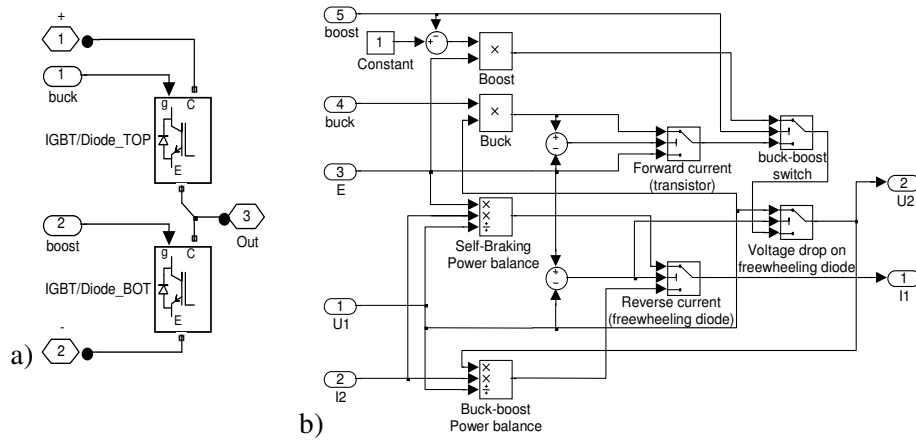 +
1
1
buck
g C
IGBT/Diode_TOP
E
2
boost
3
Out
g C
IGBT/Diode_BOT
E
-
2
a)
5
boost
1
Constant
+
-
×
Boost
4
buck
×
Buck
+
-
Forward current
(transistor)
buck-boost
switch
3
E
×
×
÷
Self-Braking
Power balance
2
U2
Voltage drop on
freewheeling diode
+
-
Reverse current
(freewheeling diode)
1
I1
1
U1
2
I2
×
×
÷
Buck-boost
Power balance
b)